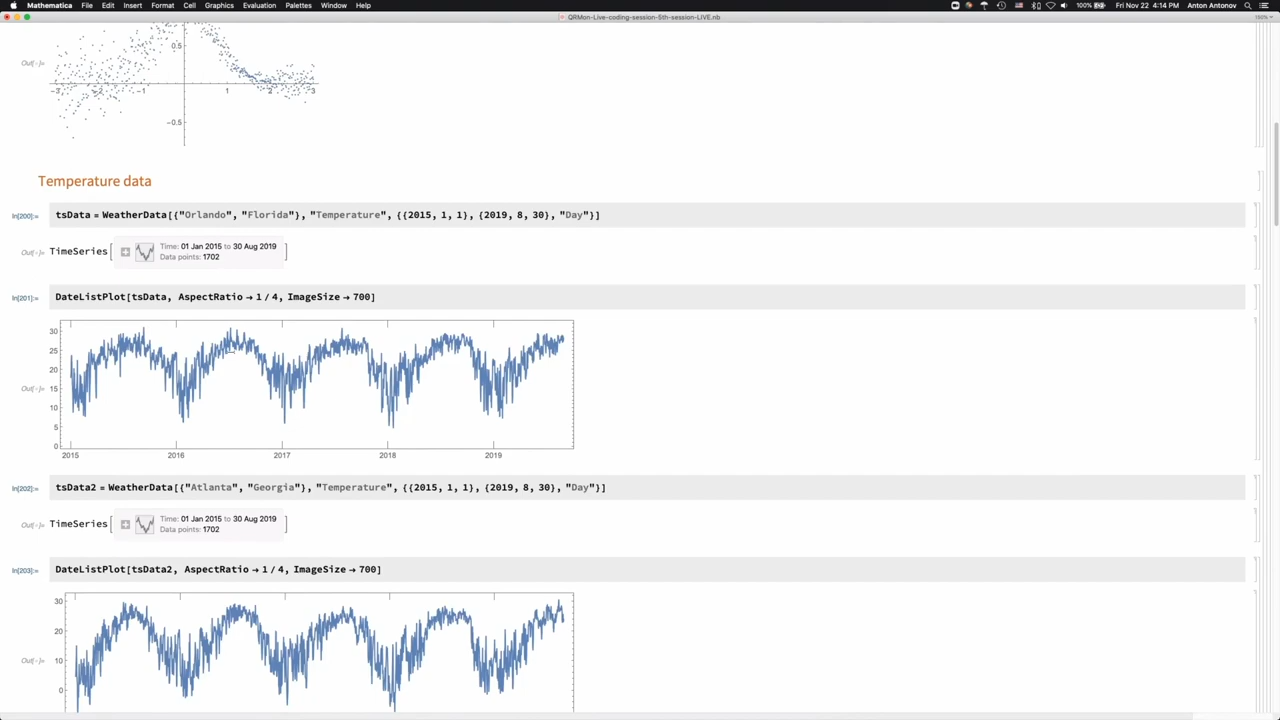 Mathematica File Edit Insert Format Cell Graphics Evaluation Palettes Window Help 100% Fri Nov 22 4:14 PM Anton Antonov
QRMon-Live-coding-session-5th-session-LIVE.nb
0.5
Out[•]=
-3 -2 -1 1 2 3
-0.5
Temperature data
In[200]:= tsData = WeatherData[{"Orlando", "Florida"}, "Temperature", {{2015, 1, 1}, {2019, 8, 30}, "Day"}]
Time: 01 Jan 2015 to 30 Aug 2019
Out[•]= TimeSeries[ ]
Data points: 1702
In[201]:= DateListPlot[tsData, AspectRatio → 1 / 4, ImageSize → 700]
30
25
20
Out[•]=
15
10
5
0
2015 2016 2017 2018 2019
In[202]:= tsData2 = WeatherData[{"Atlanta", "Georgia"}, "Temperature", {{2015, 1, 1}, {2019, 8, 30}, "Day"}]
Time: 01 Jan 2015 to 30 Aug 2019
Out[•]= TimeSeries[ ]
Data points: 1702
In[203]:= DateListPlot[tsData2, AspectRatio → 1 / 4, ImageSize → 700]
30
20
Out[•]=
10
0